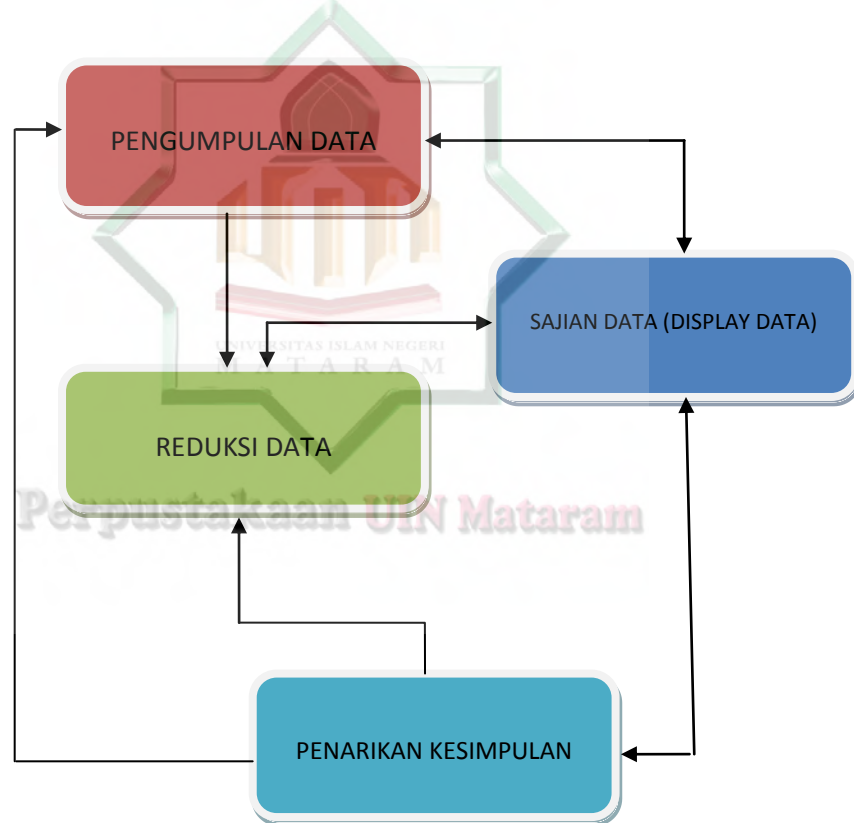 PENGUMPULAN DATA
SAJIAN DATA (DISPLAY DATA)
UNIVERSITAS ISLAM NEGERI
MATARAM
REDUKSI DATA
Perpustakaan UIN Mataram
PENARIKAN KESIMPULAN